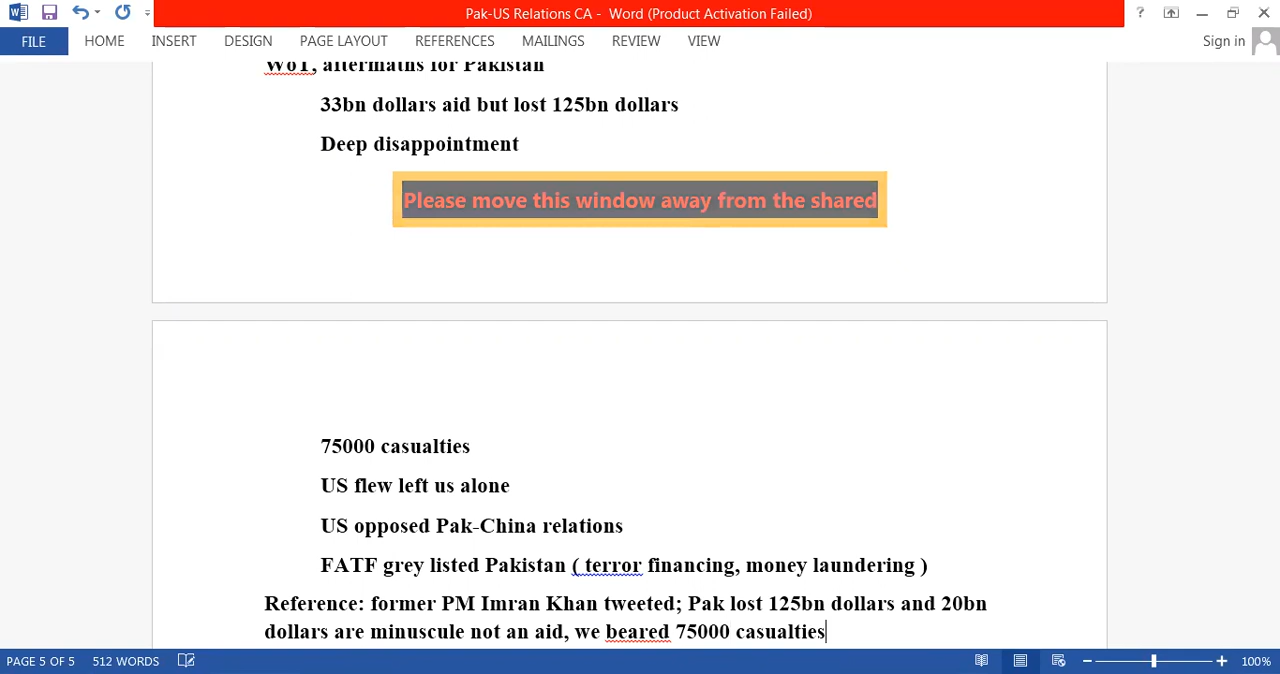 Pak-US Relations CA - Word (Product Activation Failed)
?
FILE HOME INSERT DESIGN PAGE LAYOUT REFERENCES MAILINGS REVIEW VIEW Sign in
WoT, aftermaths for Pakistan
33bn dollars aid but lost 125bn dollars
Deep disappointment
Please move this window away from the shared
75000 casualties
US flew left us alone
US opposed Pak-China relations
FATF grey listed Pakistan ( terror financing, money laundering )
Reference: former PM Imran Khan tweeted; Pak lost 125bn dollars and 20bn
dollars are minuscule not an aid, we beared 75000 casualties
PAGE 5 OF 5 512 WORDS 100%